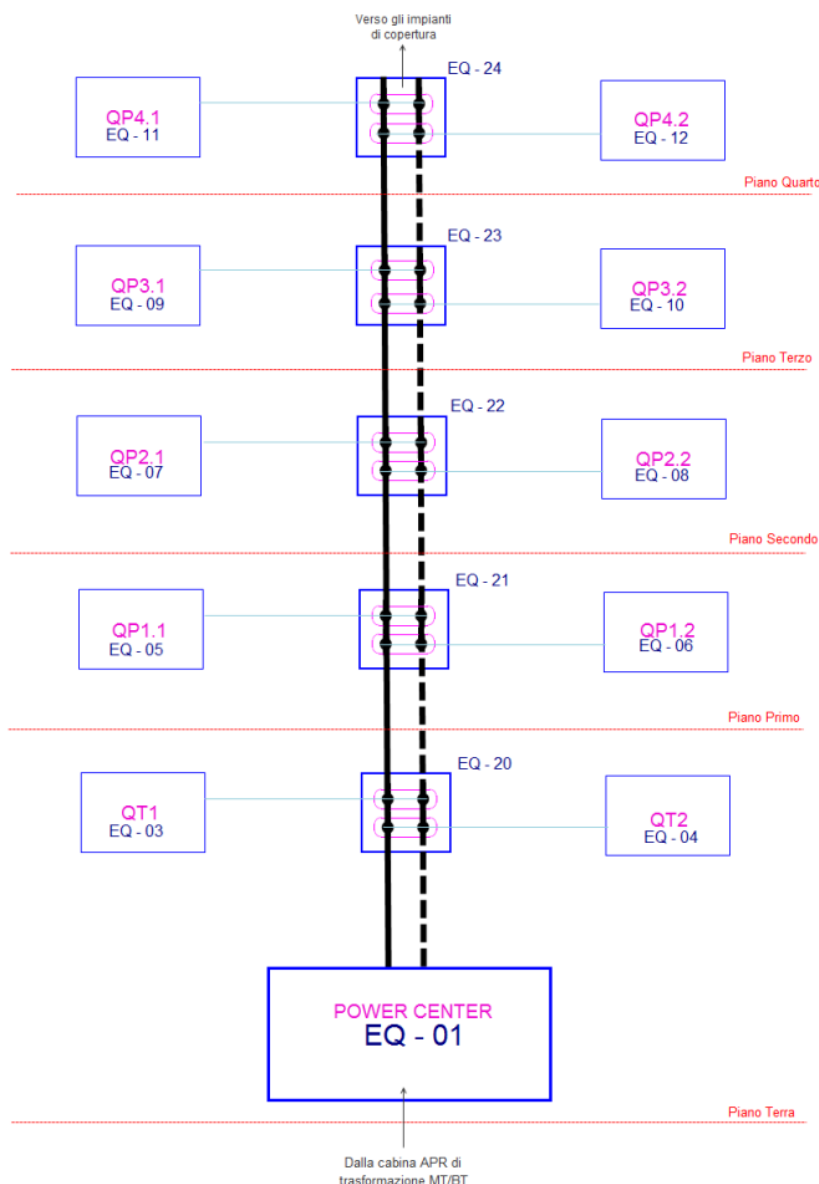 Verso gli impianti
di copertura
EQ - 24
QP4.1
EQ - 11
QP4.2
EQ - 12
Piano Quarto
EQ - 23
QP3.1
EQ - 09
QP3.2
EQ - 10
Piano Terzo
EQ - 22
QP2.1
EQ - 07
QP2.2
EQ - 08
Piano Secondo
EQ - 21
QP1.1
EQ - 05
QP1.2
EQ - 06
Piano Primo
EQ - 20
QT1
EQ - 03
QT2
EQ - 04
POWER CENTER
EQ - 01
Piano Terra
Dalla cabina APR di
trasformazione MT/BT